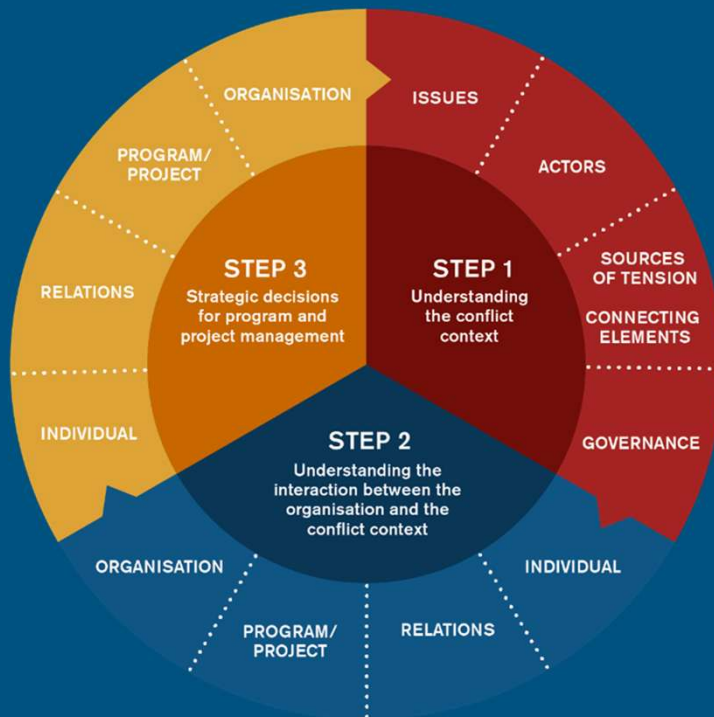 STEP 1
Understanding
the conflict
context
ISSUES
ACTORS
SOURCES
OF TENSION
CONNECTING
ELEMENTS
GOVERNANCE
STEP 2
Understanding the
interaction between the
organisation and the
conflict context
INDIVIDUAL
RELATIONS
PROGRAM/
PROJECT
ORGANISATION
STEP 3
Strategic decisions
for program and
project management
INDIVIDUAL
RELATIONS
PROGRAM/
PROJECT
ORGANISATION